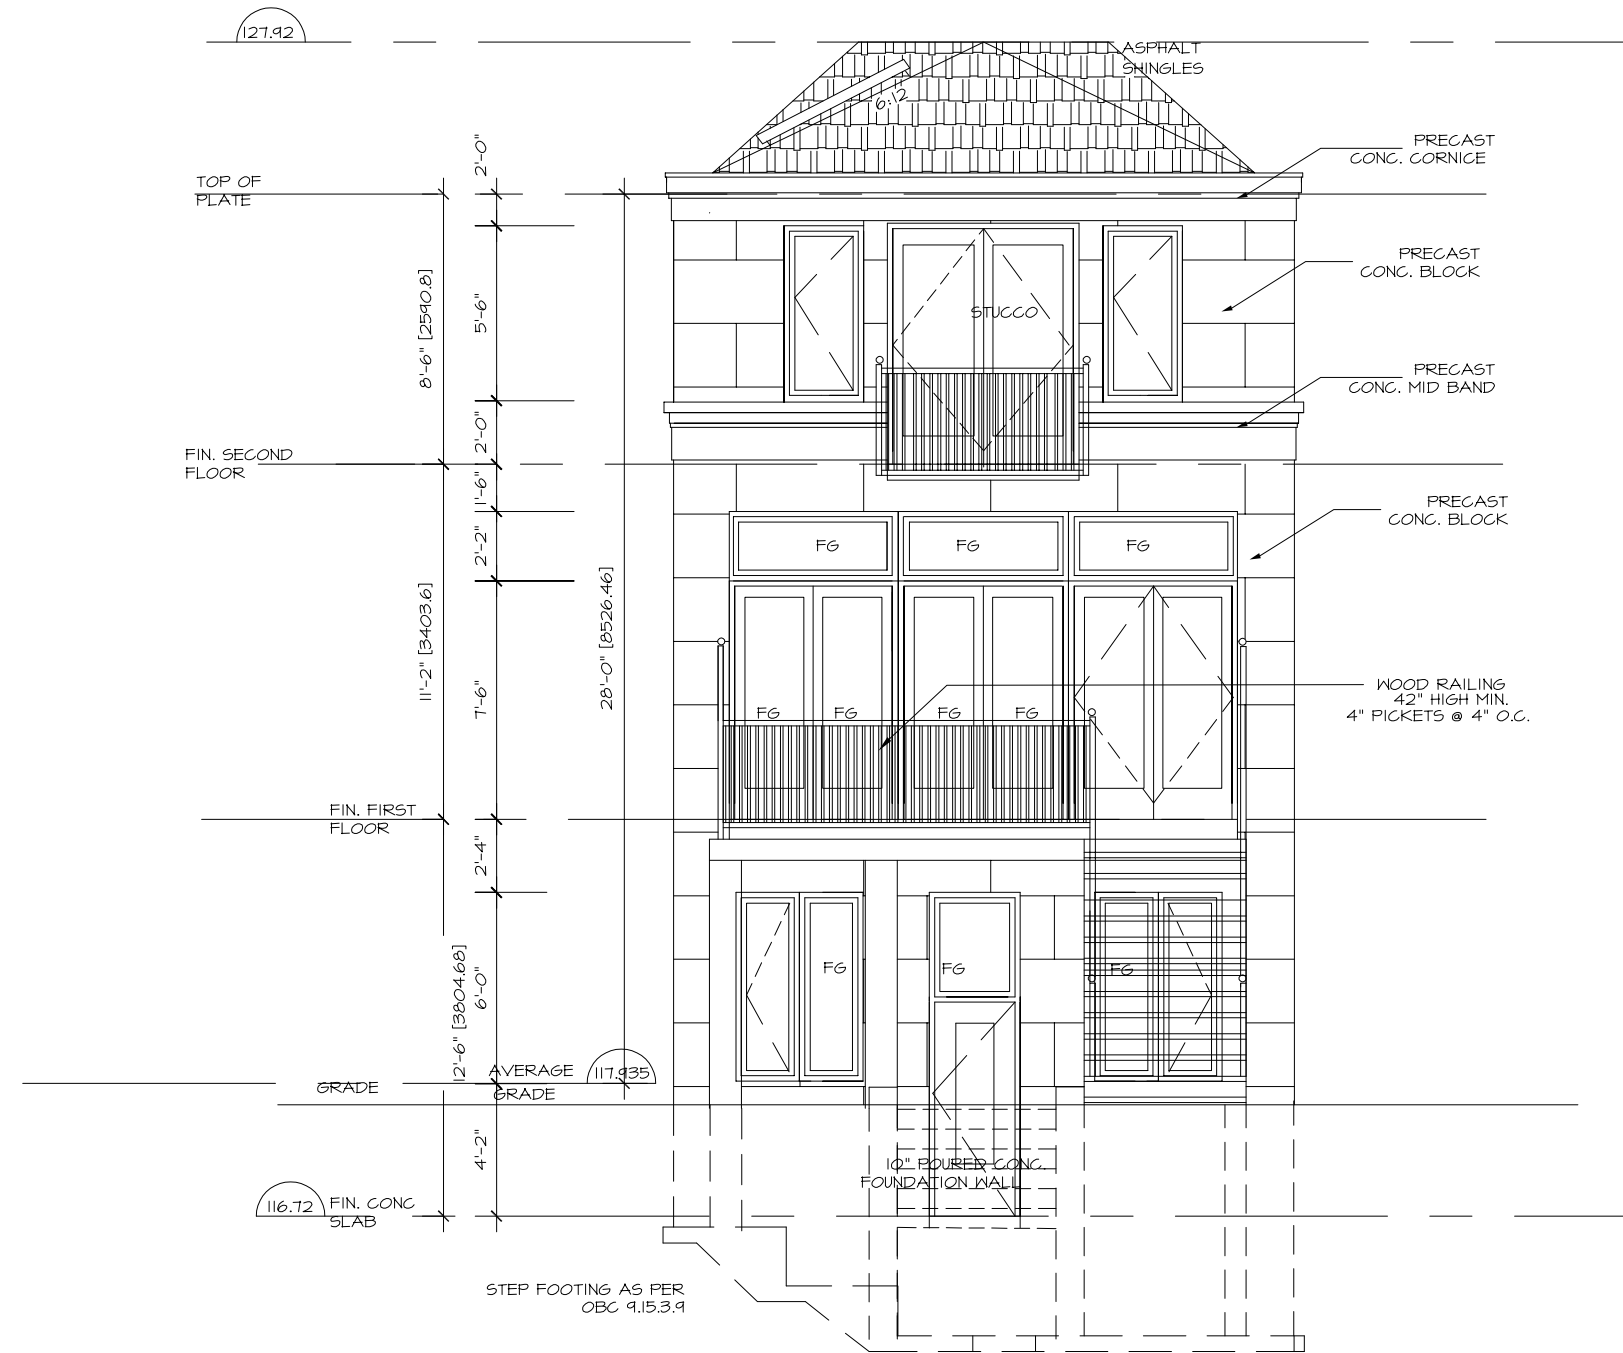 127.92
ASPHALT
SHINGLES
6:12
PRECAST
CONC. CORNICE
2'-0"
TOP OF
PLATE
PRECAST
CONC. BLOCK
8'-6" [2590.8]
5'-6"
STUCCO
PRECAST
CONC. MID BAND
2'-0"
FIN. SECOND
FLOOR
1'-6"
PRECAST
CONC. BLOCK
2'-2"
FG
FG
FG
11'-2" [3403.6]
28'-0" [8526.46]
7'-6"
WOOD RAILING
42" HIGH MIN.
4" PICKETS @ 4" O.C.
FG
FG
FG
FG
FIN. FIRST
FLOOR
2'-4"
12'-6" [3804.68]
6'-0"
FG
FG
FG
GRADE
AVERAGE
GRADE
117.935
4'-2"
10" POURED CONC.
FOUNDATION WALL
116.72
FIN. CONC
SLAB
STEP FOOTING AS PER
OBC 9.15.3.9